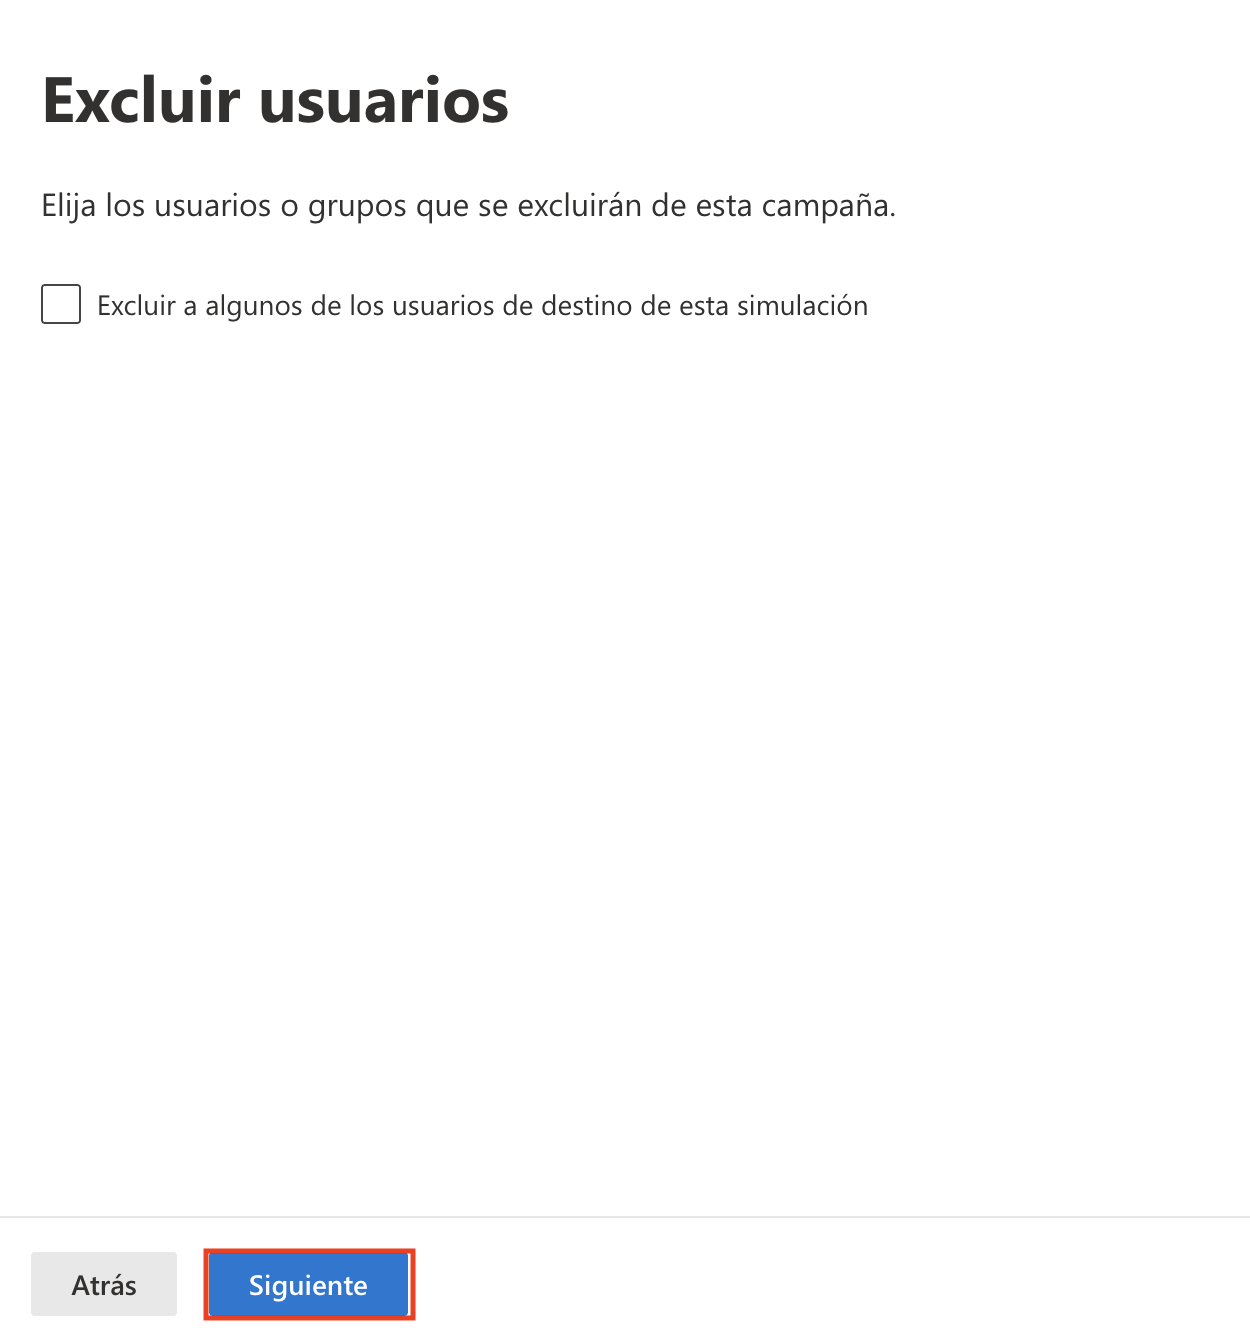 Excluir usuarios
Elija los usuarios o grupos que se excluirán de esta campaña.
Excluir a algunos de los usuarios de destino de esta simulación
Atrás
Siguiente